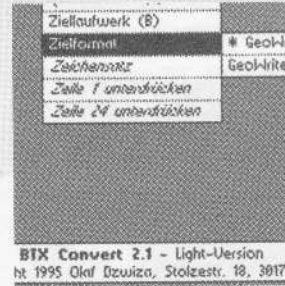 Ziellaufwerk (B)
Zielformat
* GeoWri
Zeichensatz
GeoWrite
Zeile 1 unterdrücken
Zeile 24 unterdrücken
BTX Convert 2.1 - Light-Version
ht 1995 Olaf Dzwiza, Stolzestr. 18, 3017